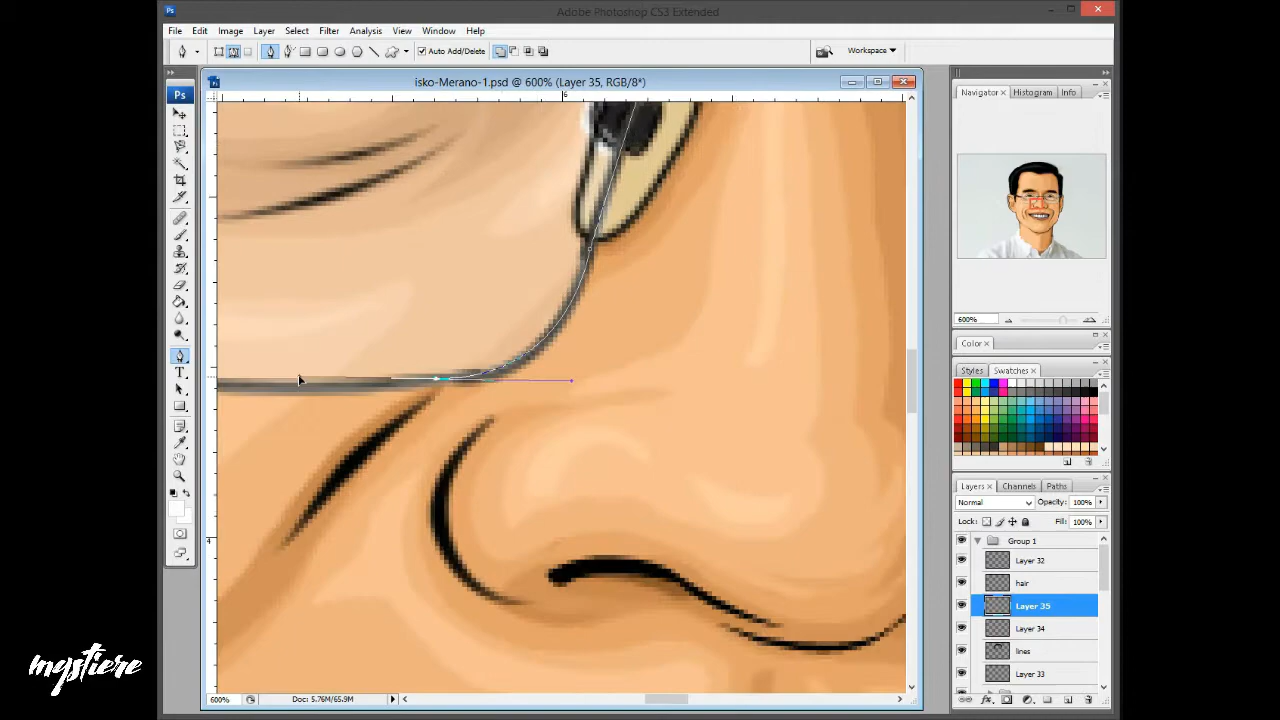 Adobe Photoshop CS3 Extended
File Edit Image Layer Select Filter Analysis View Window Help
Auto Add/Delete
Workspace
isko-Merano-1.psd @ 600% (Layer 35, RGB/8*)
6
4
600%
Doc: 5.76M/65.9M
Ps
Navigator Histogram Info
600%
Color
Styles Swatches
Layers Channels Paths
Normal Opacity: 100%
Lock: Fill: 100%
Group 1
Layer 32
hair
Layer 35
Layer 34
lines
Layer 33
mystiere